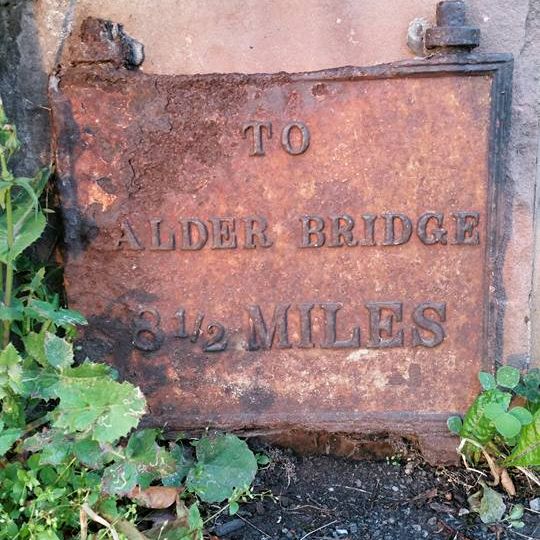 TO
ALDER BRIDGE
8 1/2 MILES